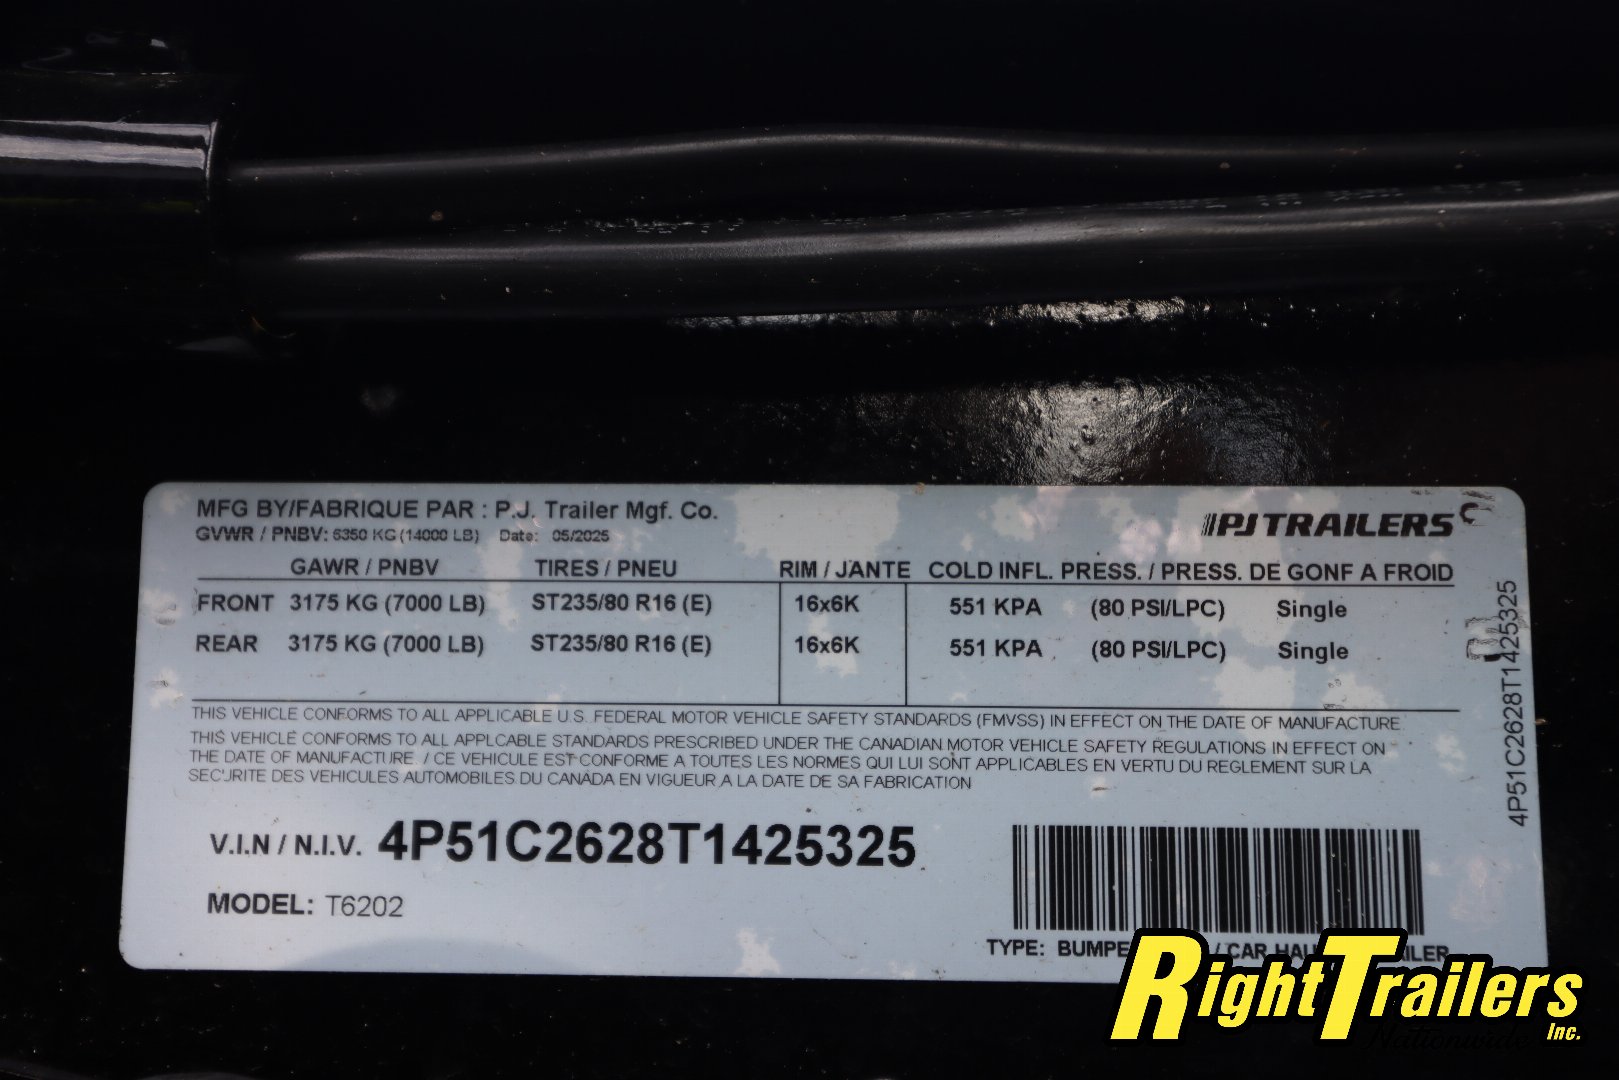 MFG BY/FABRIQUE PAR : P.J. Trailer Mgf. Co.
GVWR / PNBV: 6350 KG (14000 LB) Date: 05/2025
PJ TRAILERS
GAWR / PNBV TIRES / PNEU RIM / JANTE COLD INFL. PRESS. / PRESS. DE GONF A FROID
FRONT 3175 KG (7000 LB) ST235/80 R16 (E) 16x6K 551 KPA (80 PSI/LPC) Single
REAR 3175 KG (7000 LB) ST235/80 R16 (E) 16x6K 551 KPA (80 PSI/LPC) Single
THIS VEHICLE CONFORMS TO ALL APPLICABLE U.S. FEDERAL MOTOR VEHICLE SAFETY STANDARDS (FMVSS) IN EFFECT ON THE DATE OF MANUFACTURE
THIS VEHICLE CONFORMS TO ALL APPLCABLE STANDARDS PRESCRIBED UNDER THE CANADIAN MOTOR VEHICLE SAFETY REGULATIONS IN EFFECT ON
THE DATE OF MANUFACTURE. / CE VEHICULE EST CONFORME A TOUTES LES NORMES QUI LUI SONT APPLICABLES EN VERTU DU REGLEMENT SUR LA
SECURITE DES VEHICULES AUTOMOBILES DU CANADA EN VIGUEUR A LA DATE DE SA FABRICATION
V.I.N / N.I.V. 4P51C2628T1425325
MODEL: T6202
TYPE: / CAR
4P51C2628T1425325
RightTrailers Inc.
Nationwide